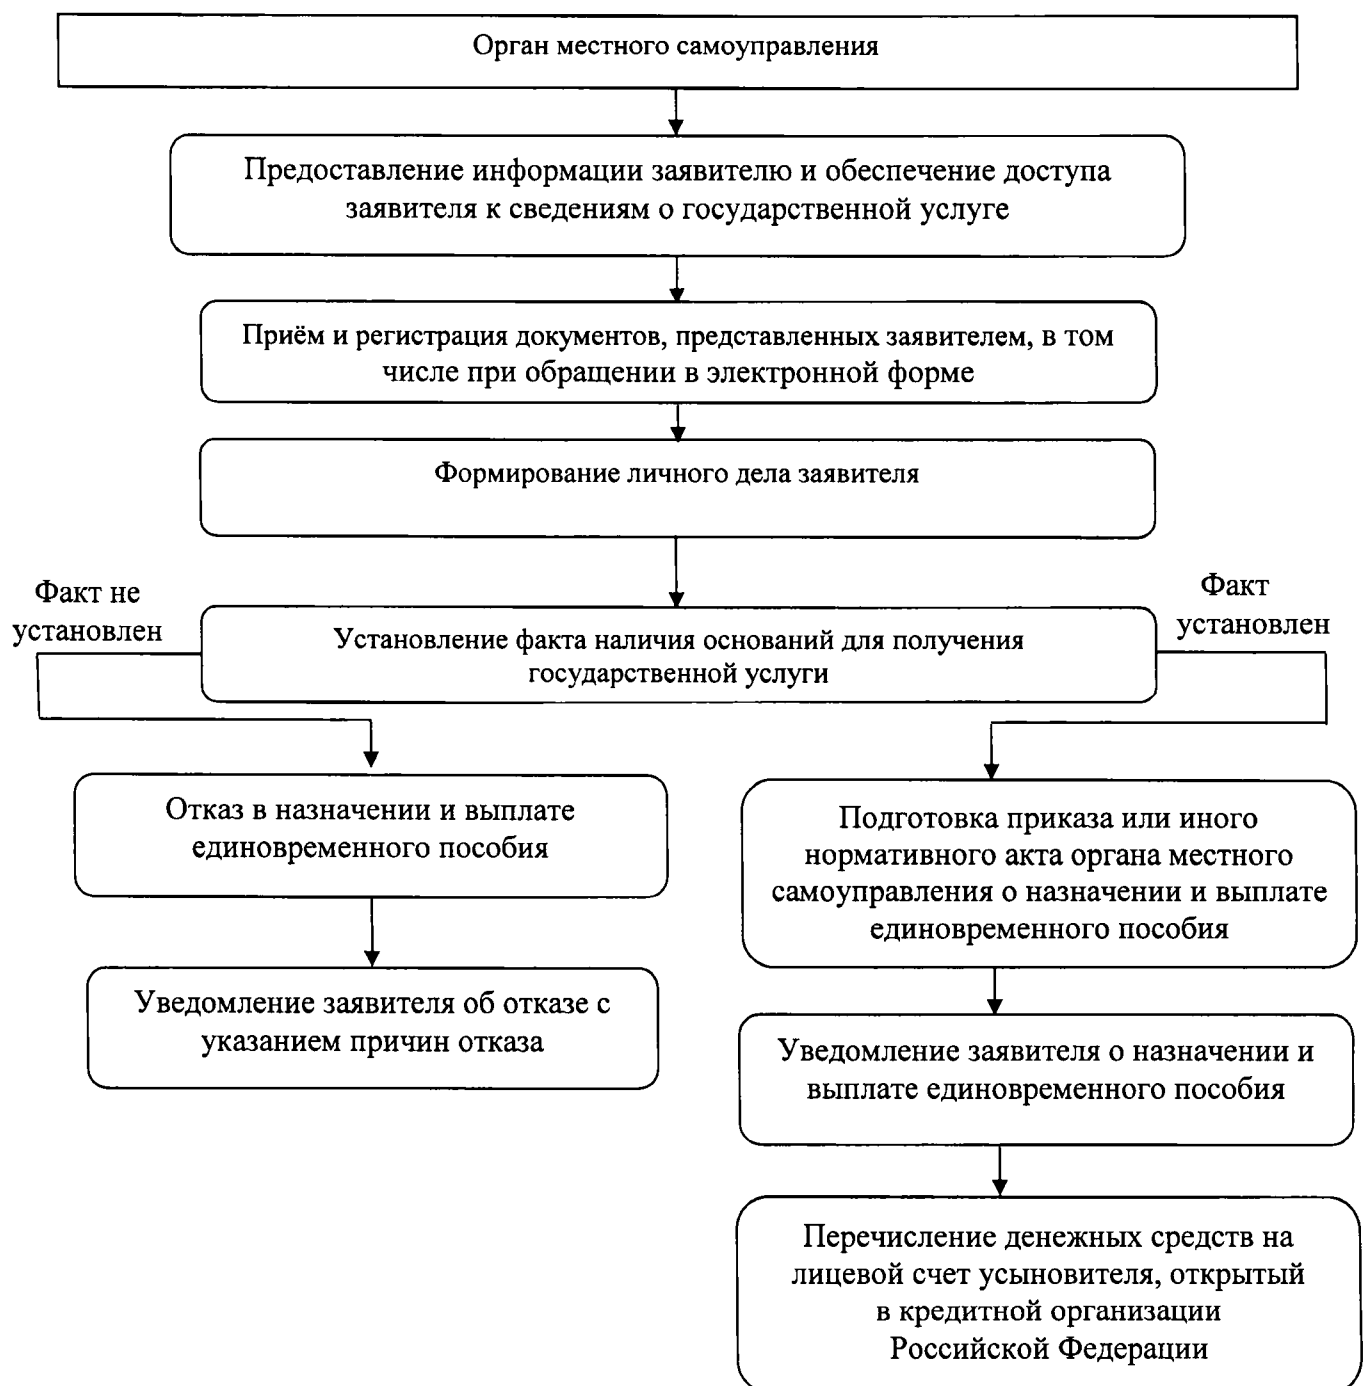 Орган местного самоуправления
Предоставление информации заявителю и обеспечение доступа
заявителя к сведениям о государственной услуге
Приём и регистрация документов, представленных заявителем, в том
числе при обращении в электронной форме
Формирование личного дела заявителя
Факт не
установлен
Факт
установлен
Установление факта наличия оснований для получения
государственной услуги
Отказ в назначении и выплате
единовременного пособия
Уведомление заявителя об отказе с
указанием причин отказа
Подготовка приказа или иного
нормативного акта органа местного
самоуправления о назначении и выплате
единовременного пособия
Уведомление заявителя о назначении и
выплате единовременного пособия
Перечисление денежных средств на
лицевой счет усыновителя, открытый
в кредитной организации
Российской Федерации